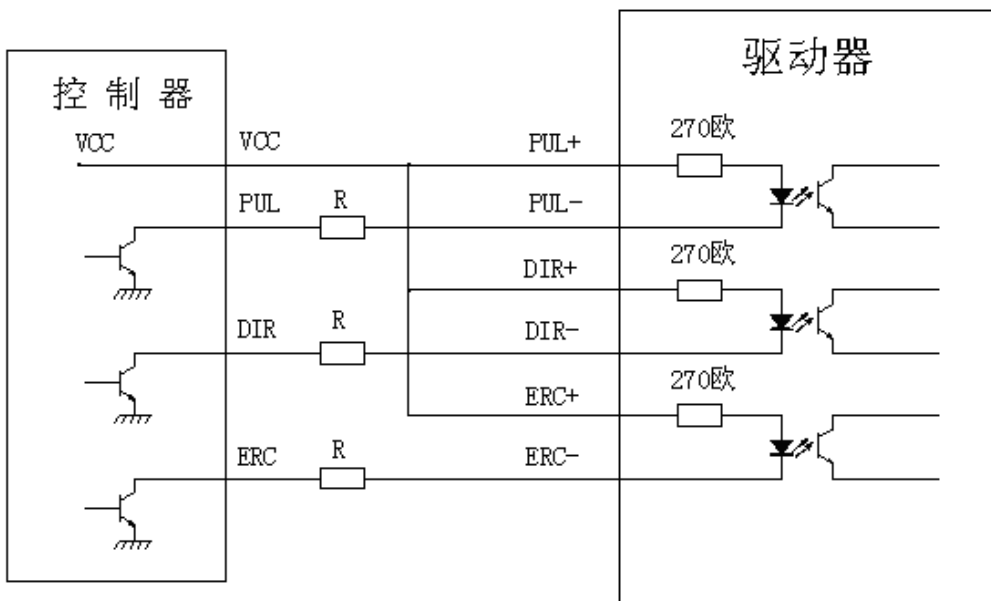 驱动器
控 制 器
VCC
VCC
PUL+
270欧
PUL
R
PUL-
DIR+
270欧
DIR
R
DIR-
ERC+
270欧
ERC
R
ERC-